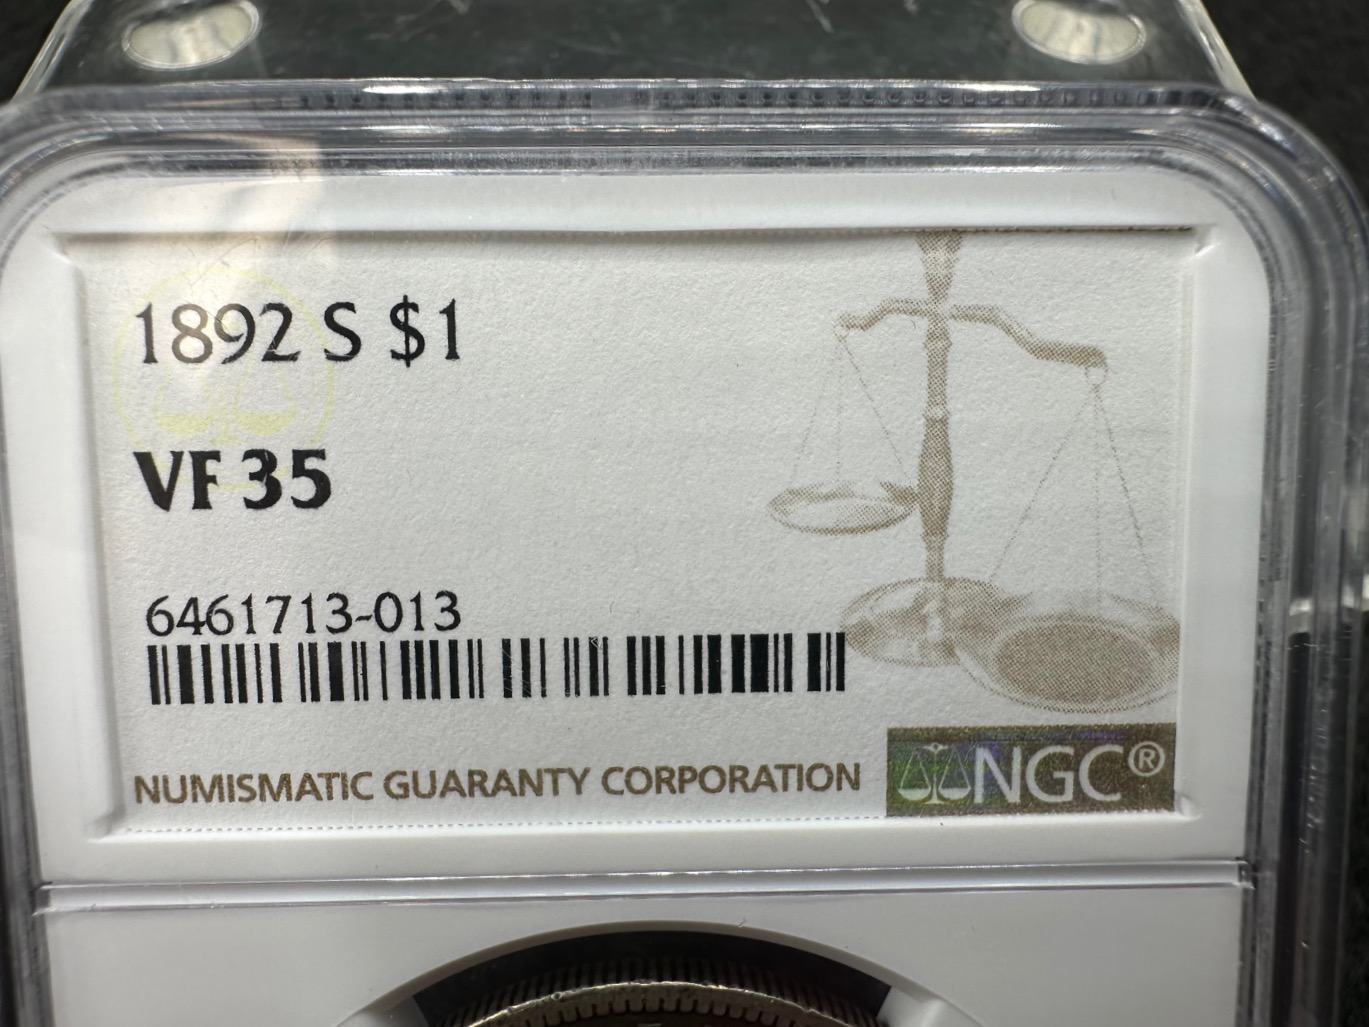 1892 S $1
VF 35
6461713-013
NUMISMATIC GUARANTY CORPORATION
NGC®